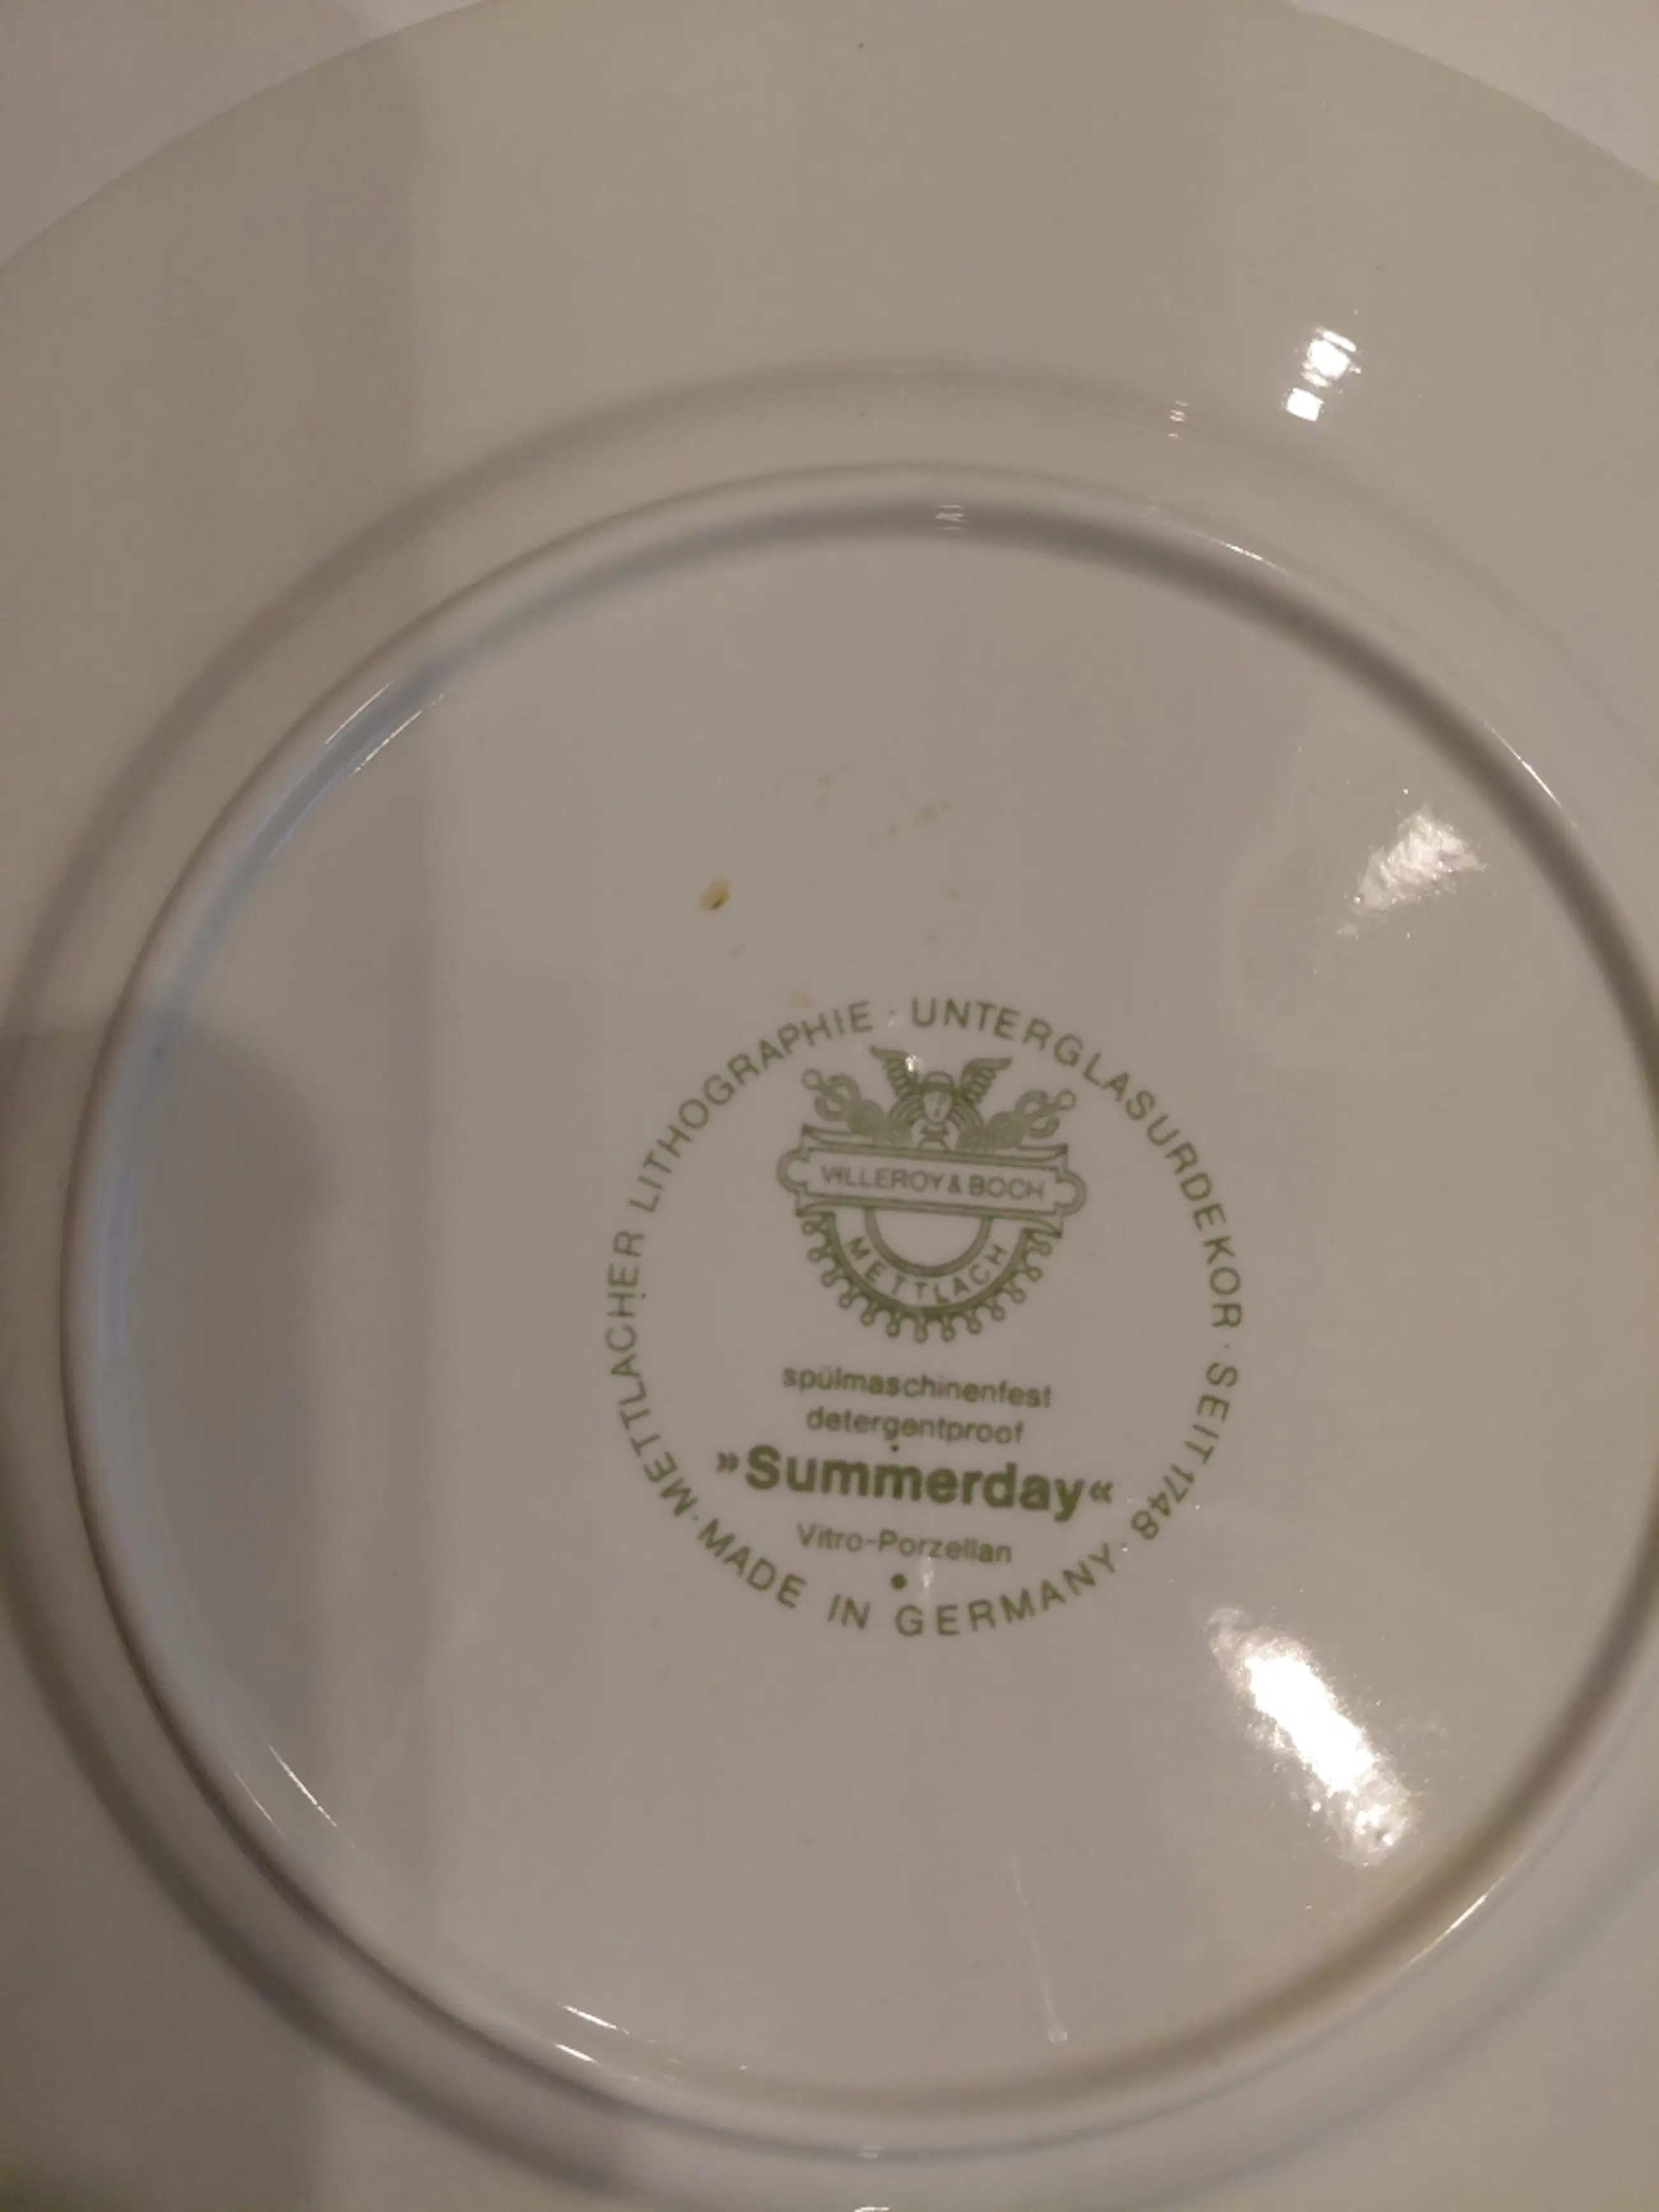 METTLACHER LITHOGRAPHIE · UNTERGLASURDEKOR · SEIT 1748 · MADE IN GERMANY ·
VILLEROY & BOCH
METTLACH
spülmaschinenfest
detergentproof
»Summerday«
Vitro-Porzellan